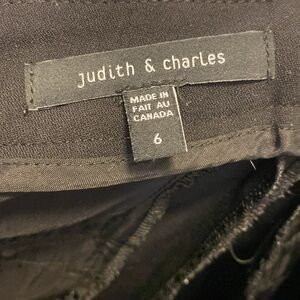 judith & charles
MADE IN
FAIT AU
CANADA
6